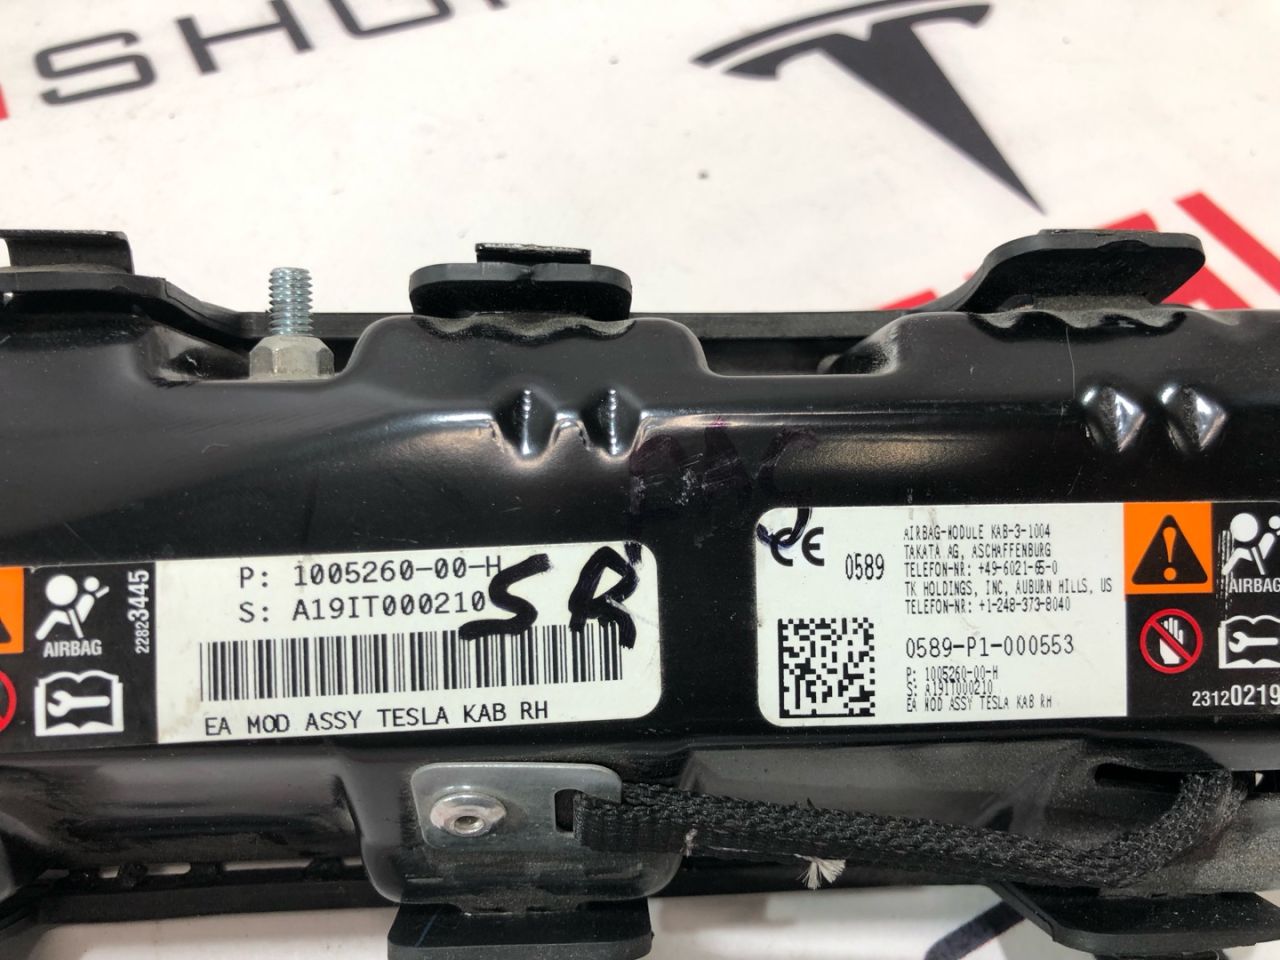 SHO
P: 1005260-00-H
S: A19IT000210
SR
AIRBAG
22823445
EA MOD ASSY TESLA KAB RH
CE 0589
AIRBAG-MODULE KAB-3-1004
TAKATA AG, ASCHAFFENBURG
TELEFON-NR: +49-6021-65-0
TK HOLDINGS, INC, AUBURN HILLS, US
TELEFON-NR: +1-248-373-8040
0589-P1-000553
P: 1005260-00-H
S: A19IT000210
EA MOD ASSY TESLA KAB RH
AIRBAG
23120219